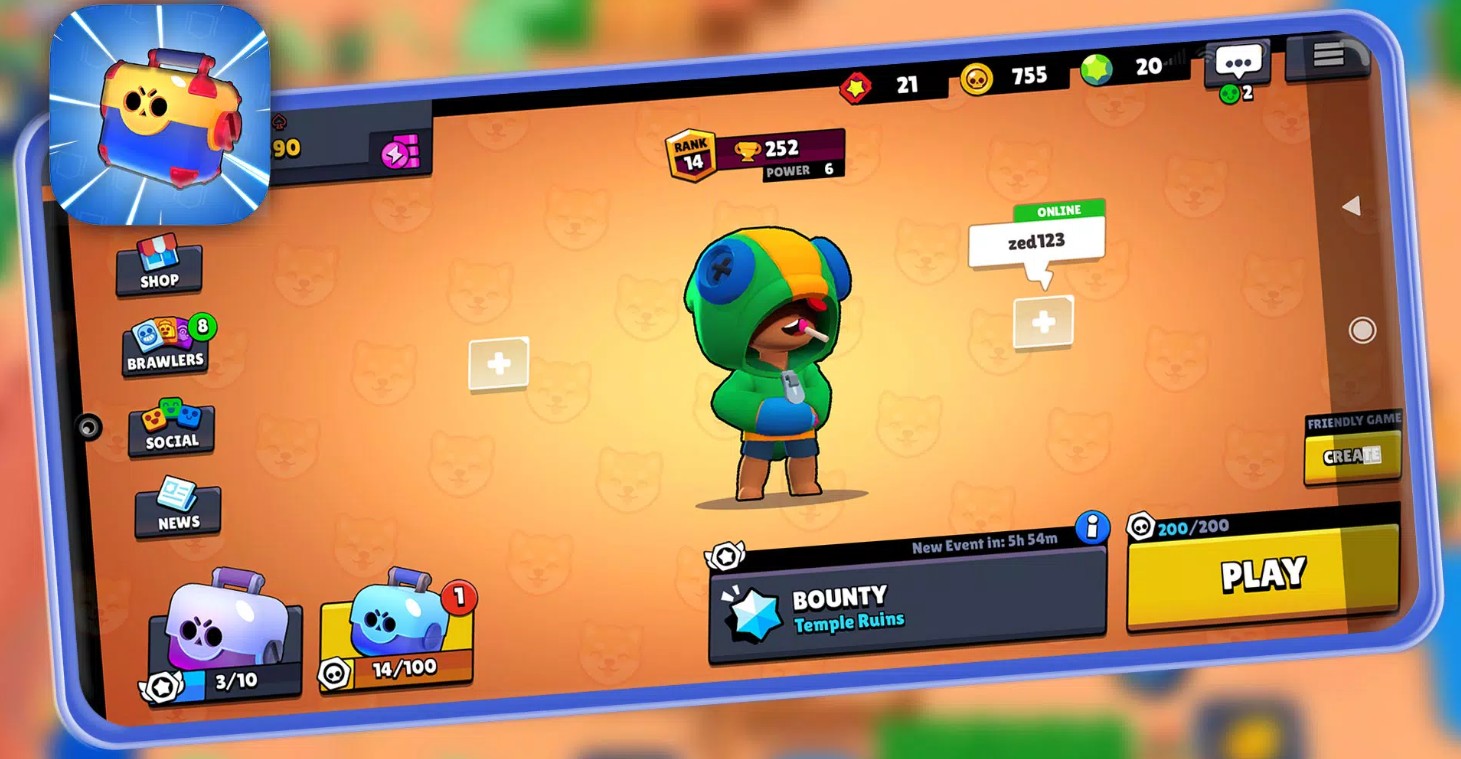 21
755
20
2
90
RANK
14
252
POWER 6
ONLINE
zed123
SHOP
8
BRAWLERS
SOCIAL
NEWS
FRIENDLY GAME
CREATE
New Event in: 5h 54m
i
BOUNTY
Temple Ruins
200/200
PLAY
3/10
1
14/100